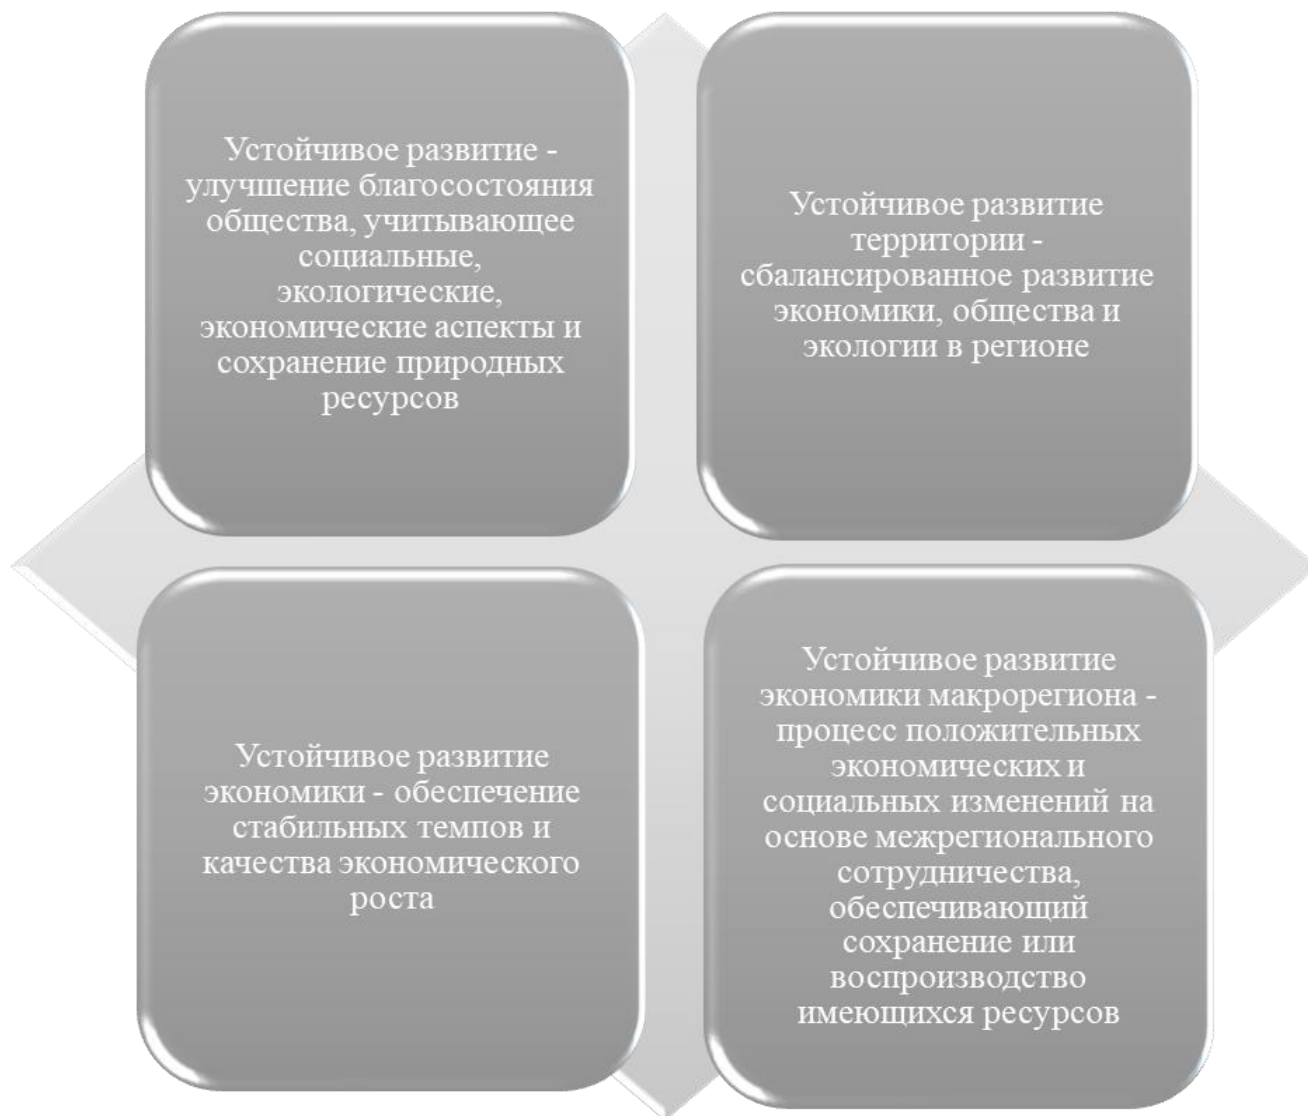 Устойчивое развитие -
улучшение благосостояния
общества, учитывающее
социальные,
экологические,
экономические аспекты и
сохранение природных
ресурсов
Устойчивое развитие
территории -
сбалансированное развитие
экономики, общества и
экологии в регионе
Устойчивое развитие
экономики - обеспечение
стабильных темпов и
качества экономического
роста
Устойчивое развитие
экономики макрорегиона -
процесс положительных
экономических и
социальных изменений на
основе межрегионального
сотрудничества,
обеспечивающий
сохранение или
воспроизводство
имеющихся ресурсов